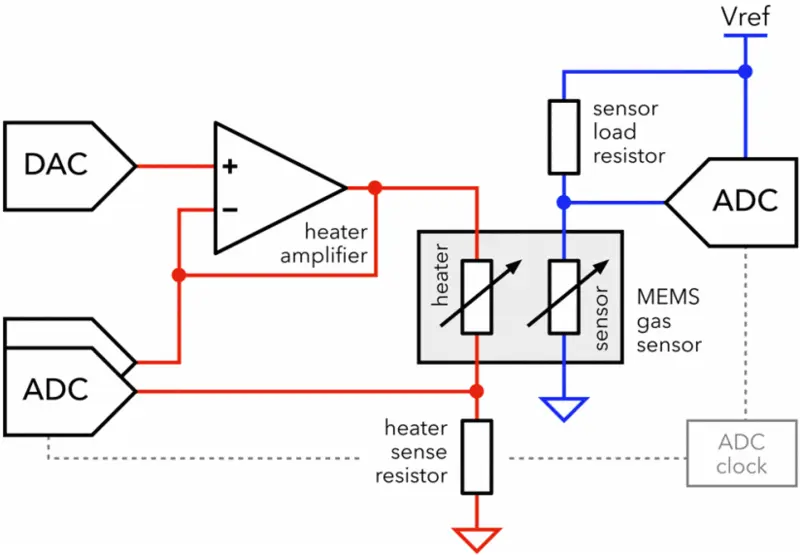 Vref
sensor
load
resistor
DAC
+
−
ADC
heater
amplifier
heater
sensor
MEMS
gas
sensor
ADC
heater
sense
resistor
ADC
clock